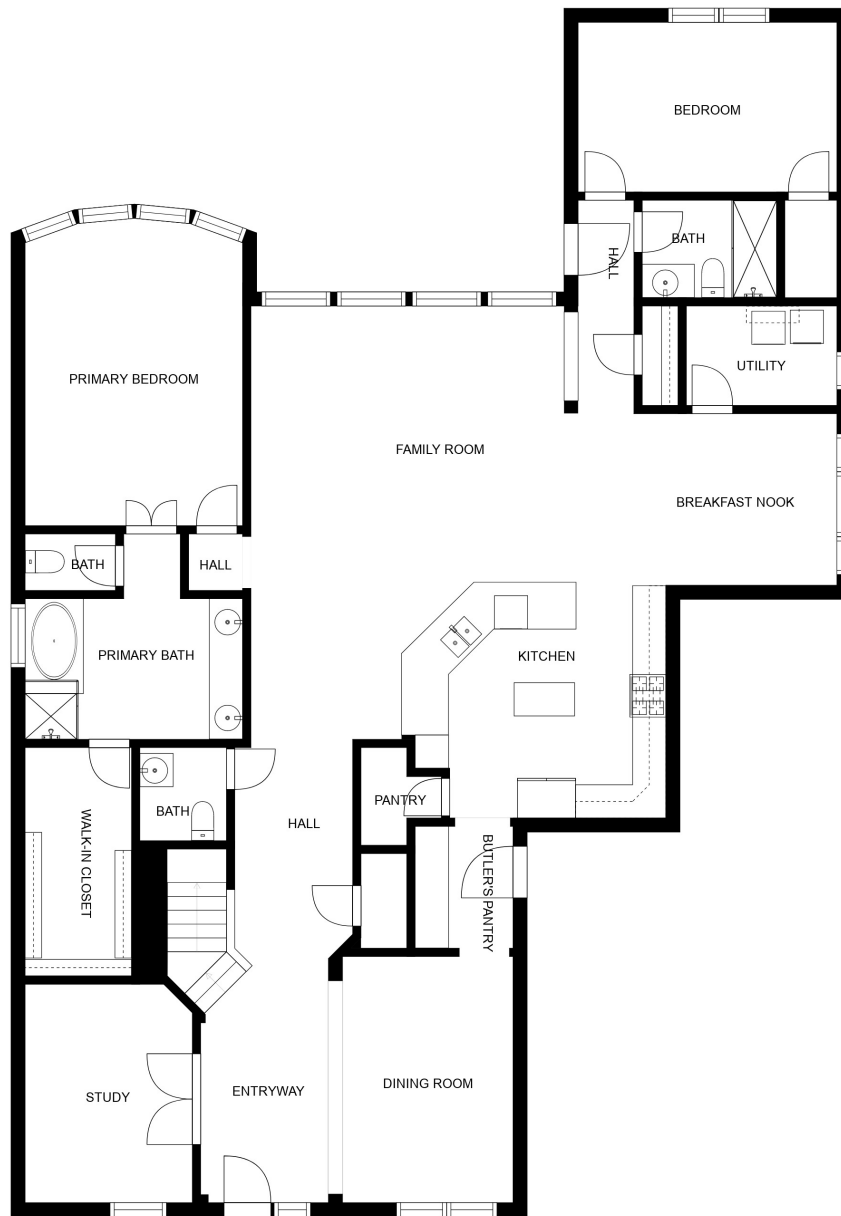 BEDROOM
BATH
HALL
UTILITY
PRIMARY BEDROOM
FAMILY ROOM
BREAKFAST NOOK
BATH
HALL
PRIMARY BATH
KITCHEN
PANTRY
BATH
HALL
WALK-IN CLOSET
BUTLER'S PANTRY
DINING ROOM
STUDY
ENTRYWAY